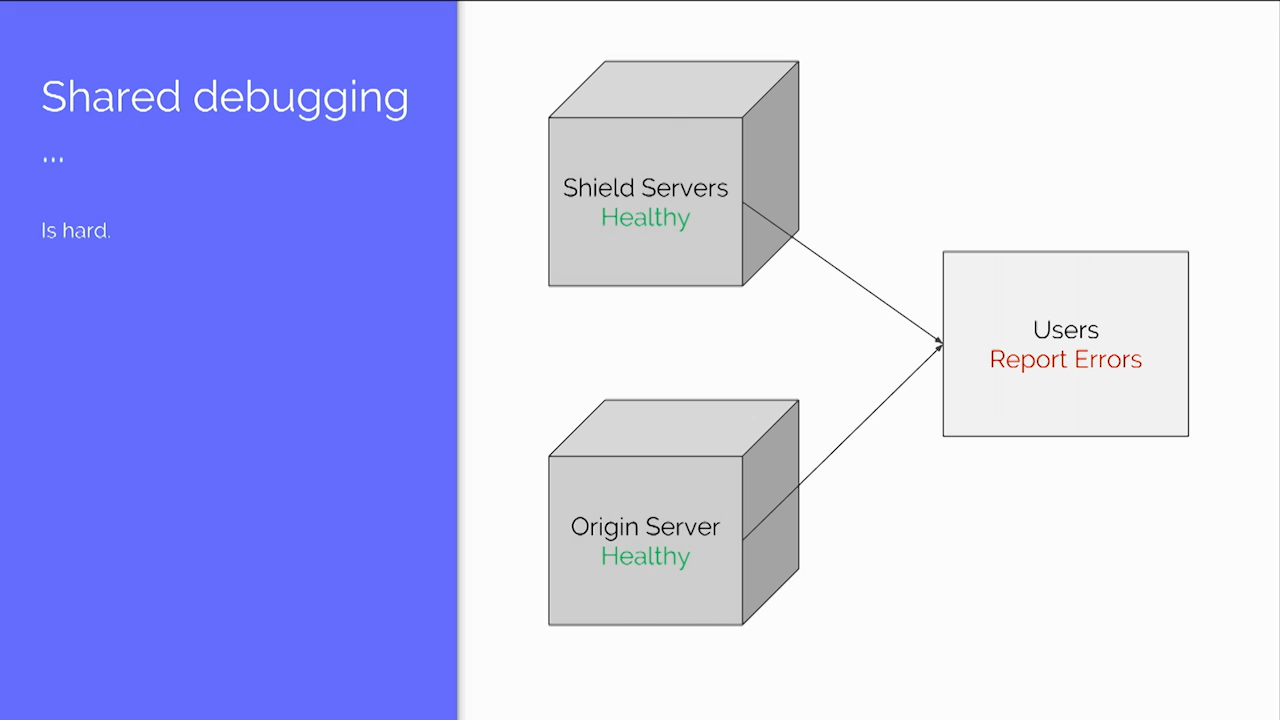 Shared debugging
...
Is hard.
Shield Servers
Healthy
Users
Report Errors
Origin Server
Healthy